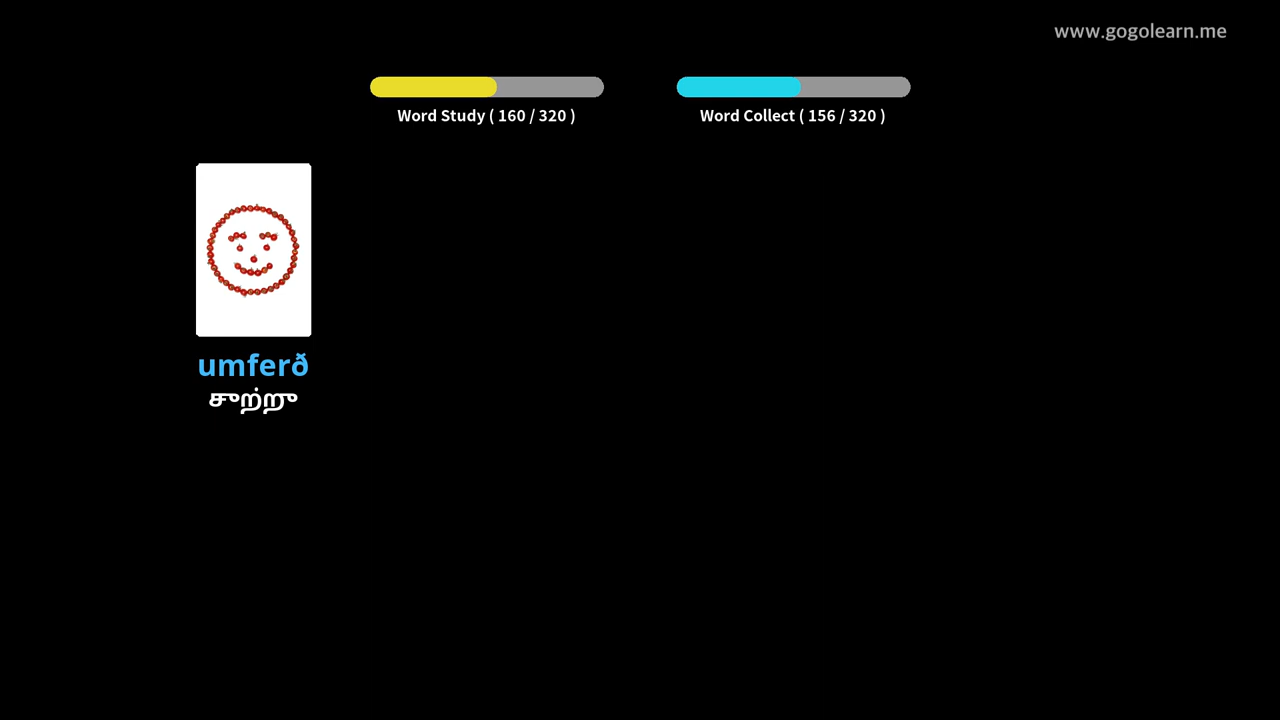 www.gogolearn.me
Word Study ( 160 / 320 )
Word Collect ( 156 / 320 )
umferð
சுற்று